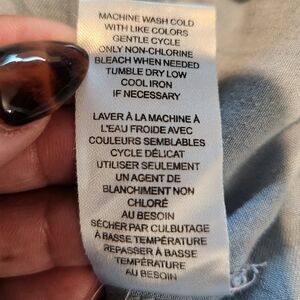 MACHINE WASH COLD
WITH LIKE COLORS
GENTLE CYCLE
ONLY NON-CHLORINE
BLEACH WHEN NEEDED
TUMBLE DRY LOW
COOL IRON
IF NECESSARY
LAVER À LA MACHINE À
L'EAU FROIDE AVEC
COULEURS SEMBLABLES
CYCLE DÉLICAT
UTILISER SEULEMENT
UN AGENT DE
BLANCHIMENT NON
CHLORÉ
AU BESOIN
SÉCHER PAR CULBUTAGE
À BASSE TEMPÉRATURE
REPASSER À BASSE
TEMPÉRATURE
AU BESOIN